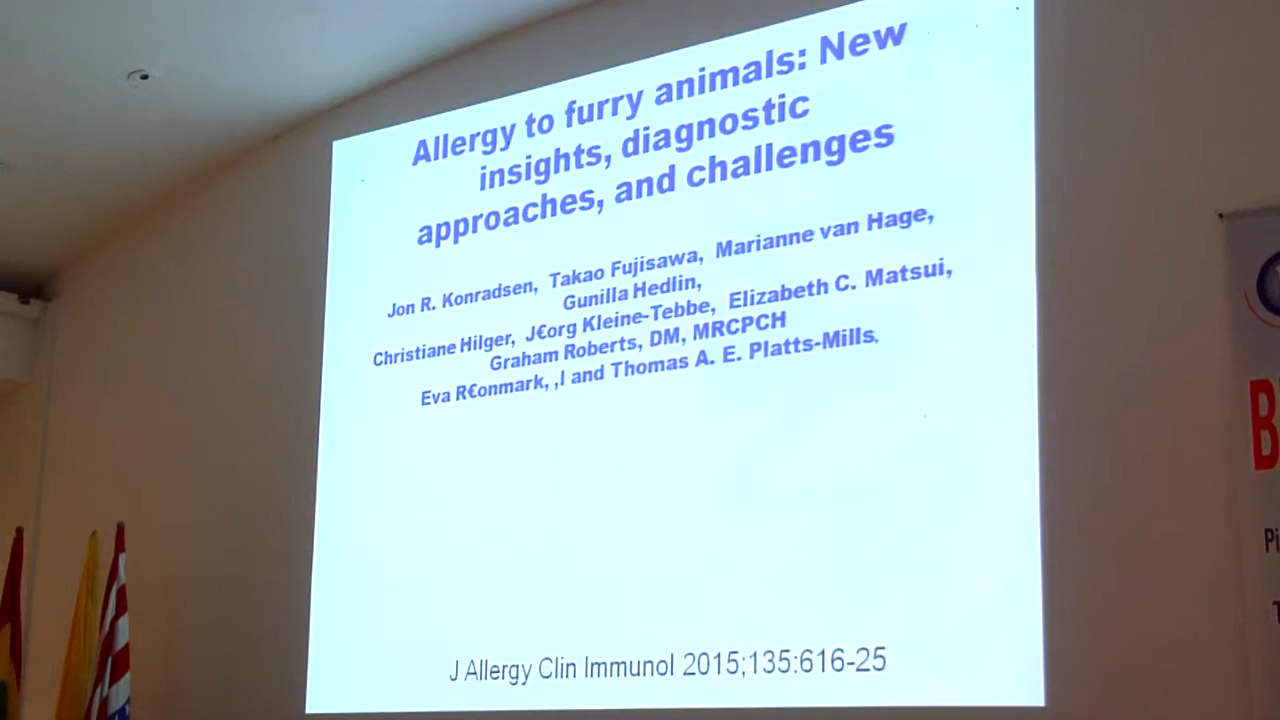 Allergy to furry animals: New
insights, diagnostic
approaches, and challenges
Jon R. Konradsen, Takao Fujisawa, Marianne van Hage,
Gunilla Hedlin,
Christiane Hilger, J€org Kleine-Tebbe, Elizabeth C. Matsui,
Graham Roberts, DM, MRCPCH
Eva R€onmark, ,I and Thomas A. E. Platts-Mills,
J Allergy Clin Immunol 2015;135:616-25
B
Pi